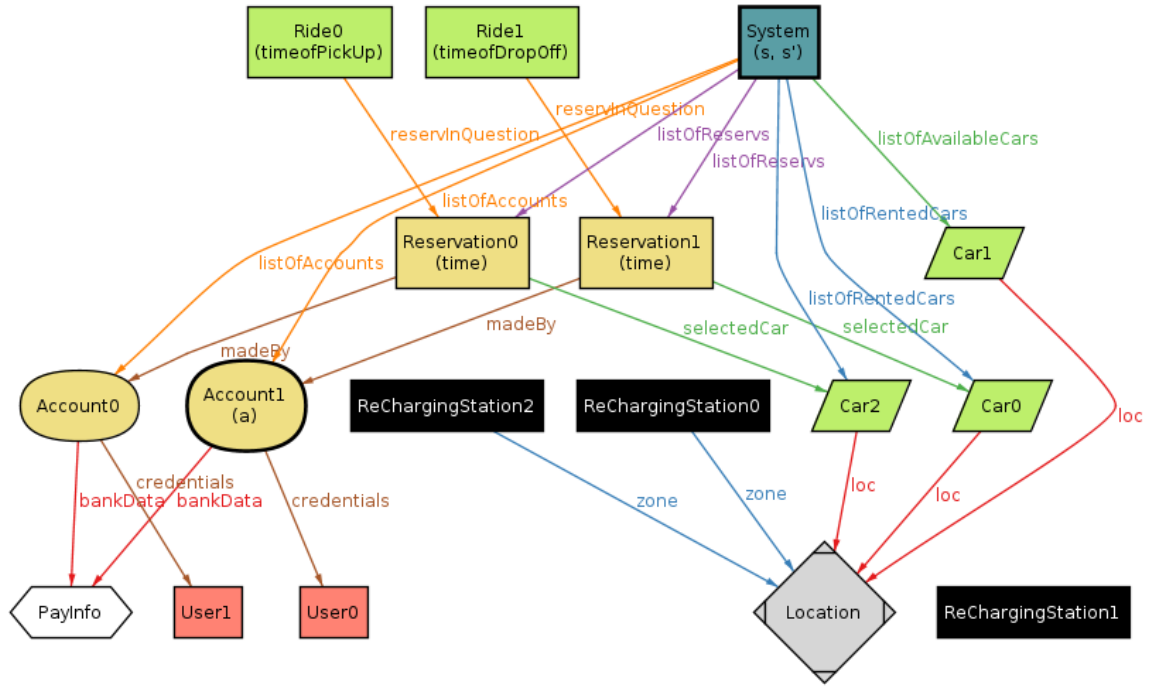 Ride0
(timeofPickUp)
Ride1
(timeofDropOff)
System
(s, s')
reservInQuestion
reservInQuestion
listOfReservs
listOfReservs
listOfAvailableCars
listOfAccounts
listOfAccounts
listOfRentedCars
listOfRentedCars
Reservation0
(time)
Reservation1
(time)
Car1
madeBy
madeBy
selectedCar
selectedCar
Account0
Account1
(a)
ReChargingStation2
ReChargingStation0
Car2
Car0
loc
bankData
credentials
bankData
credentials
zone
zone
loc
loc
PayInfo
User1
User0
Location
ReChargingStation1